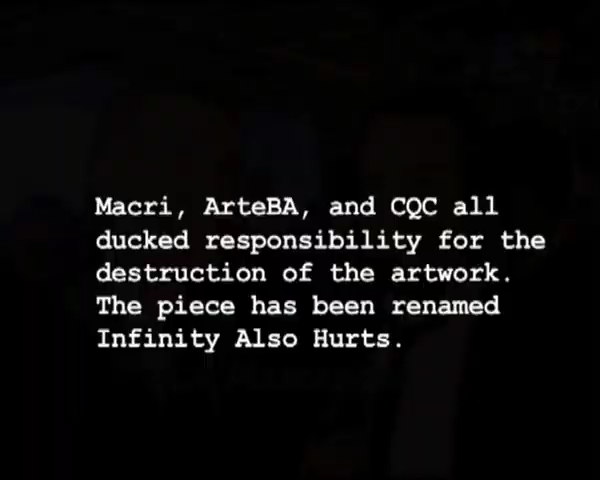 Macri, ArteBA, and CQC all
ducked responsibility for the
destruction of the artwork.
The piece has been renamed
Infinity Also Hurts.